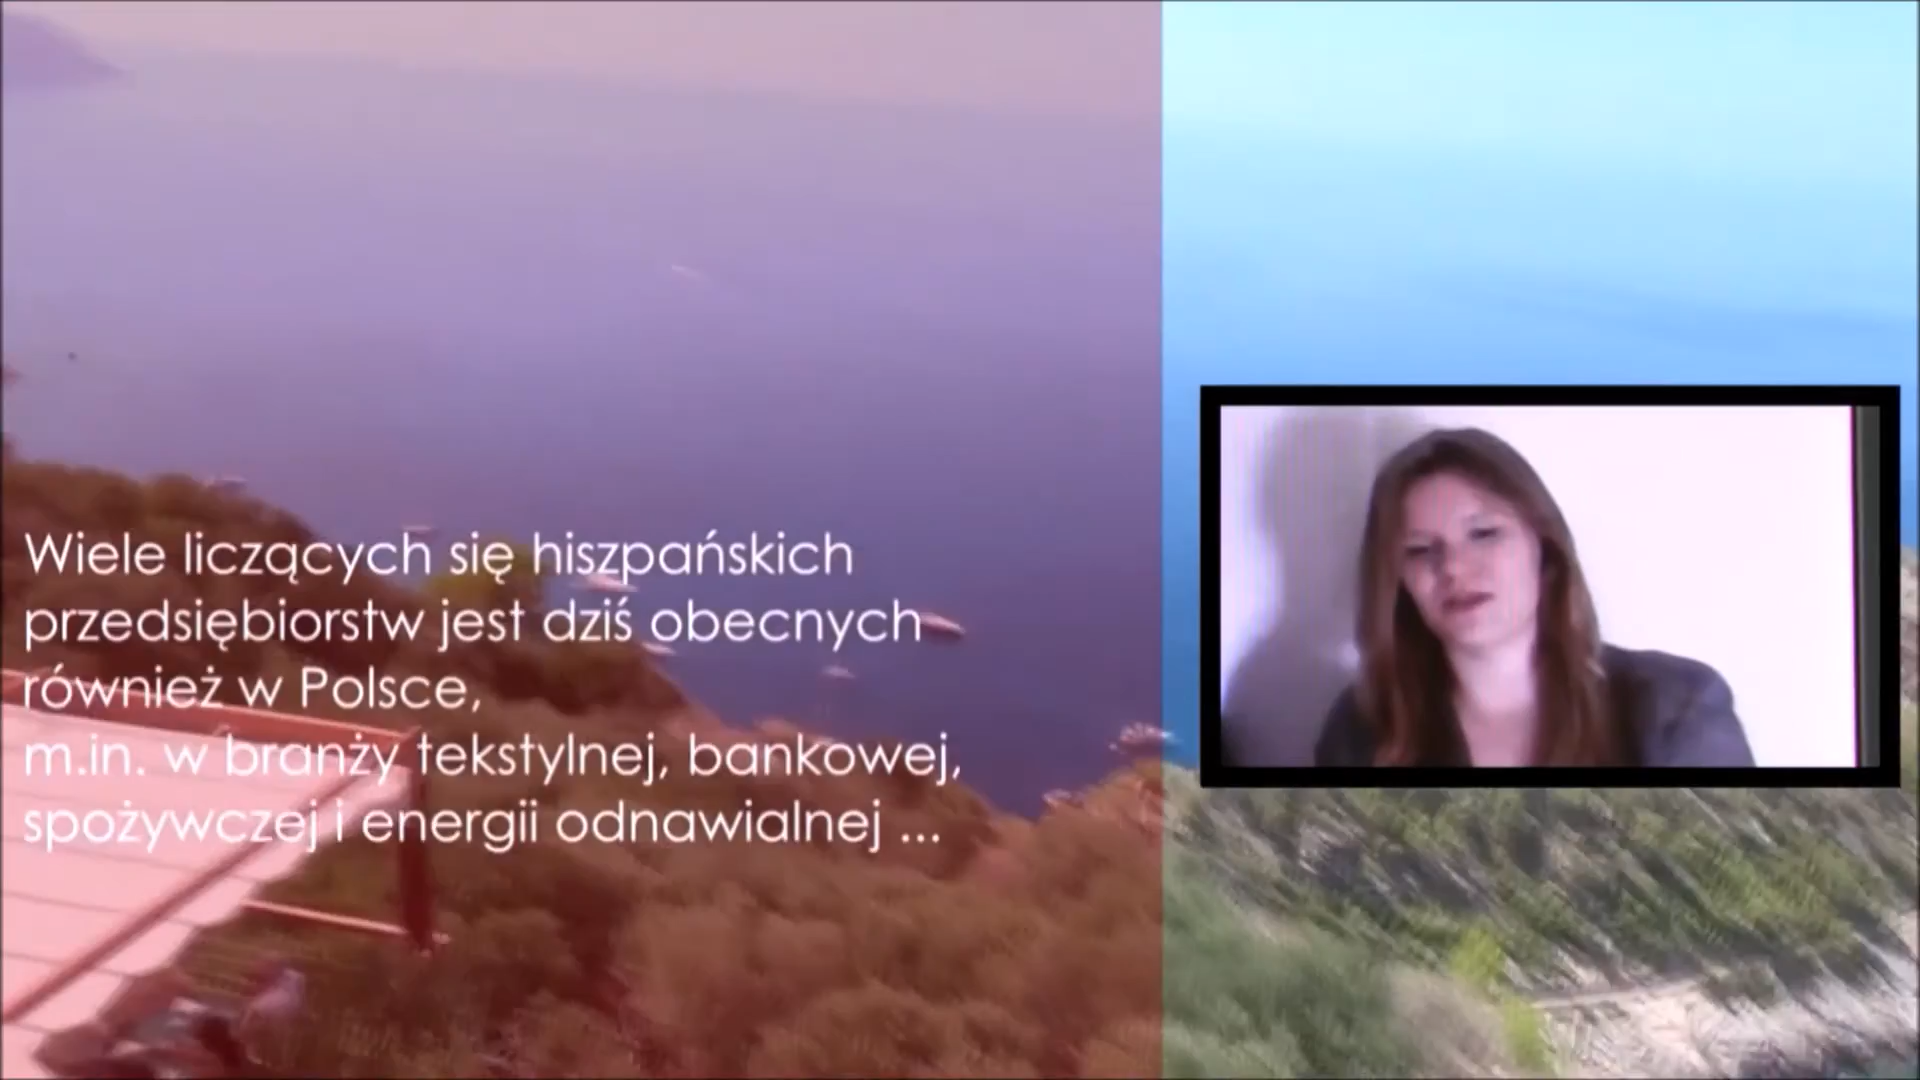 Wiele liczących się hiszpańskich
przedsiębiorstw jest dziś obecnych
również w Polsce,
m.in. w branży tekstylnej, bankowej,
spożywczej i energii odnawialnej ...